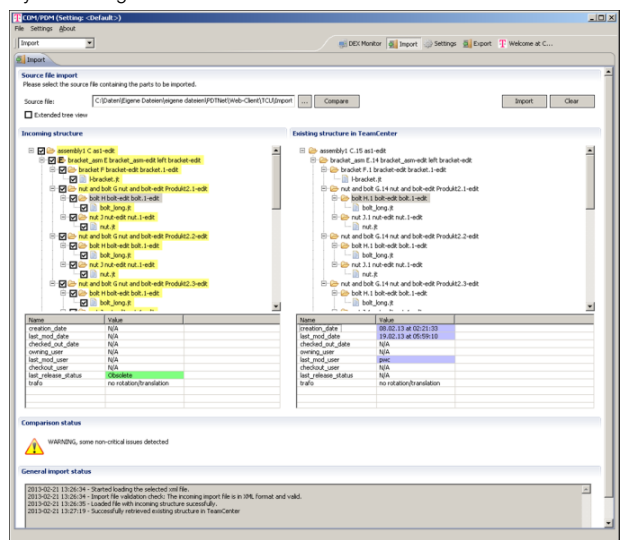 COM/PDM (Setting: <Default>)
File Settings About
Import
DEX Monitor Import Settings Export Welcome at C...
Import
Source file import
Please select the source file containing the parts to be imported.
Source file: C:\Daten\Eigene Dateien\eigene dateien\PDTNet\Web-Client\TCU\Import ... Compare Import Clear
Extended tree view
Incoming structure Existing structure in TeamCenter
assembly1 C as1-edit assembly1 C.15 as1-edit
bracket_asm E bracket_asm-edit left bracket-edit bracket_asm E.14 bracket_asm-edit left bracket-edit
bracket F bracket-edit bracket.1-edit bracket F.1 bracket-edit bracket.1-edit
l-bracket.jt l-bracket.jt
nut and bolt G nut and bolt-edit Produkt2.1-edit nut and bolt G.14 nut and bolt-edit Produkt2.1-edit
bolt H bolt-edit bolt.1-edit bolt H.1 bolt-edit bolt.1-edit
bolt_long.jt bolt_long.jt
nut J nut-edit nut.1-edit nut J.1 nut-edit nut.1-edit
nut.jt nut.jt
nut and bolt G nut and bolt-edit Produkt2.2-edit nut and bolt G.14 nut and bolt-edit Produkt2.2-edit
bolt H bolt-edit bolt.1-edit bolt H.1 bolt-edit bolt.1-edit
bolt_long.jt bolt_long.jt
nut J nut-edit nut.1-edit nut J.1 nut-edit nut.1-edit
nut.jt nut.jt
nut and bolt G nut and bolt-edit Produkt2.3-edit nut and bolt G.14 nut and bolt-edit Produkt2.3-edit
bolt H bolt-edit bolt.1-edit bolt H.1 bolt-edit bolt.1-edit
bolt_long.jt bolt_long.jt
Name Value Name Value
creation_date N/A creation_date 08.02.13 at 02:21:33
last_mod_date N/A last_mod_date 19.02.13 at 05:59:10
checked_out_date N/A checked_out_date N/A
owning_user N/A owning_user N/A
last_mod_user N/A last_mod_user pwc
checkout_user N/A checkout_user N/A
last_release_status Obsolete last_release_status N/A
trafo no rotation/translation trafo no rotation/translation
Comparison status
WARNING, some non-critical issues detected
General import status
2013-02-21 13:26:34 - Started loading the selected xml file.
2013-02-21 13:26:34 - Import file validation check: The incoming import file is in XML format and valid.
2013-02-21 13:26:35 - Loaded file with incoming structure sucessfully.
2013-02-21 13:27:19 - Successfully retrieved existing structure in TeamCenter